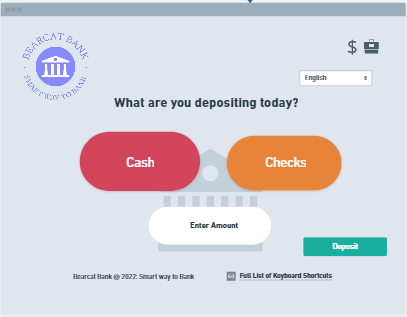 BEARCAT BANK
SMART WAY TO BANK
$
English
What are you depositing today?
Cash
Checks
Enter Amount
Deposit
Bearcat Bank @ 2022: Smart way to Bank
Full List of Keyboard Shortcuts